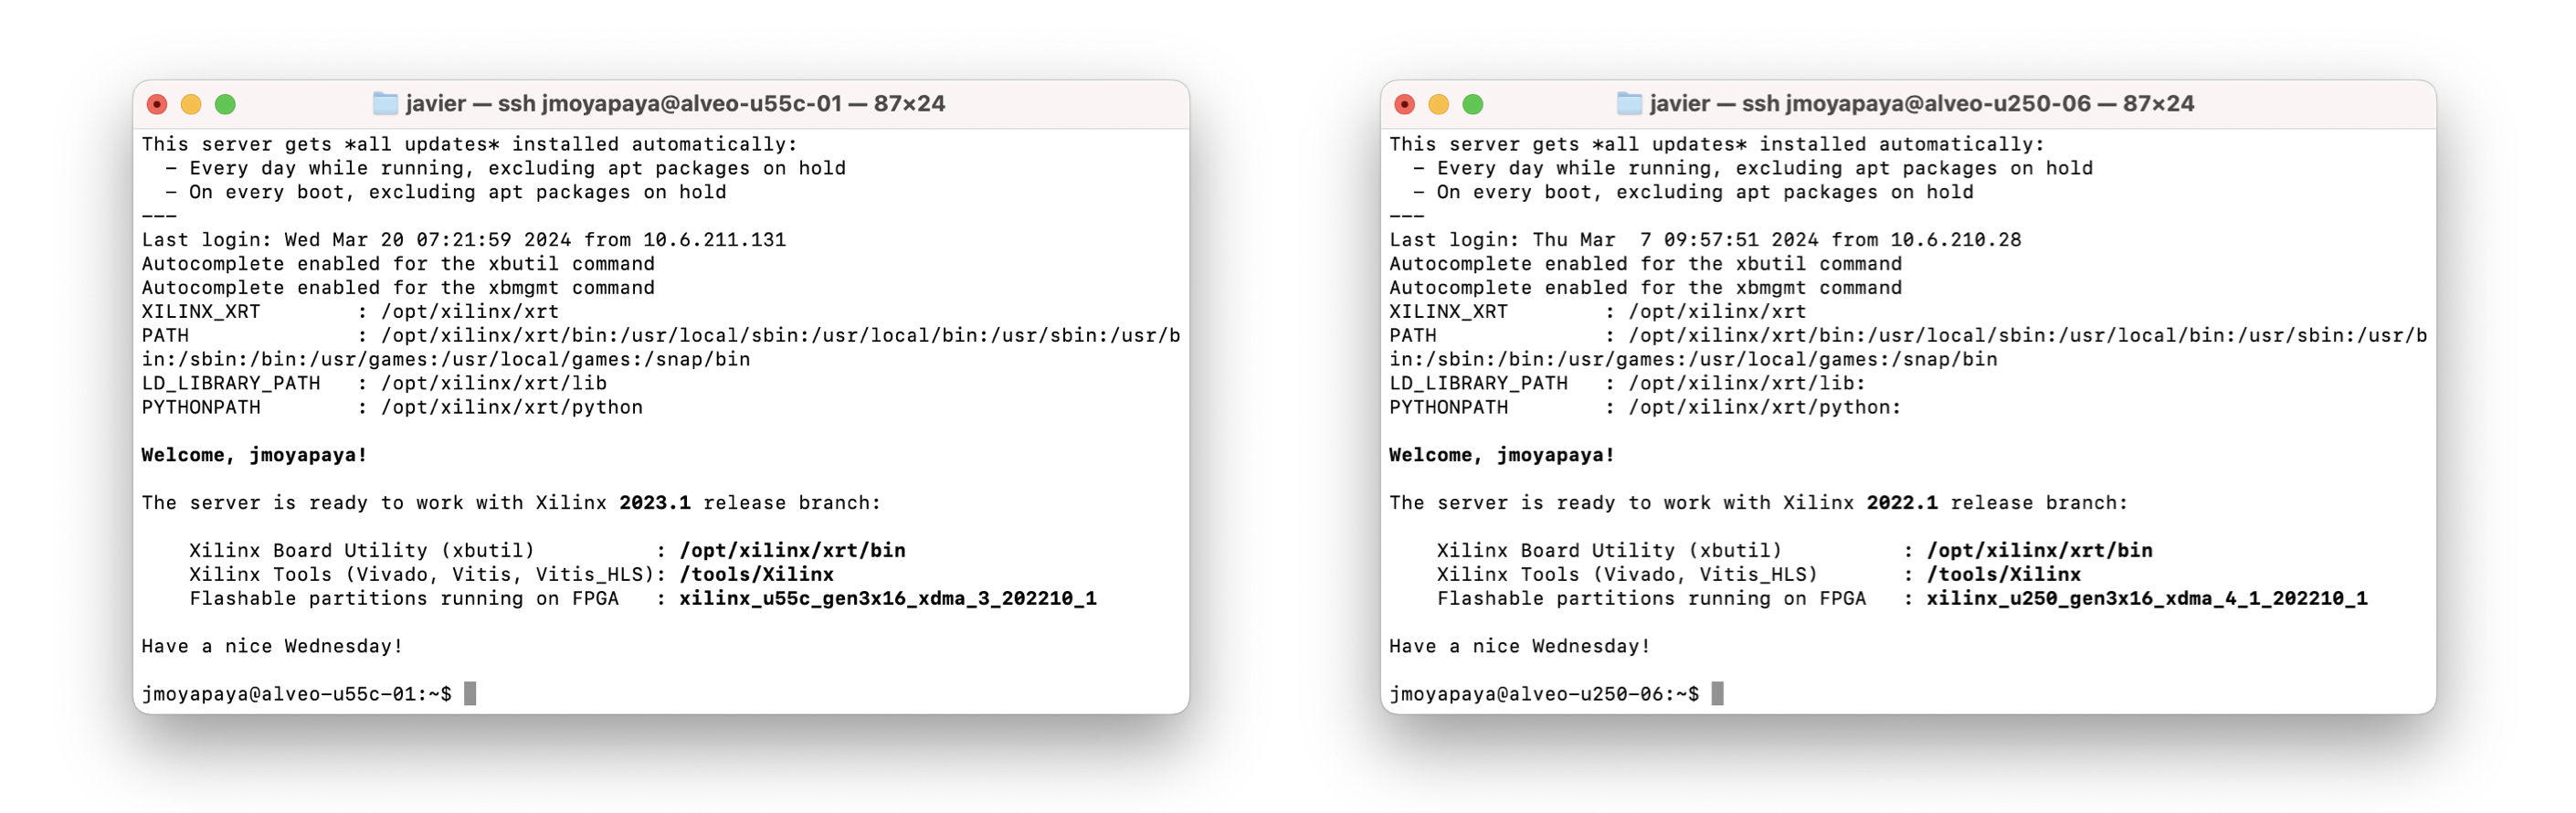 javier — ssh jmoyapaya@alveo-u55c-01 — 87×24
This server gets *all updates* installed automatically:
  – Every day while running, excluding apt packages on hold
  – On every boot, excluding apt packages on hold
———
Last login: Wed Mar 20 07:21:59 2024 from 10.6.211.131
Autocomplete enabled for the xbutil command
Autocomplete enabled for the xbmgmt command
XILINX_XRT        : /opt/xilinx/xrt
PATH              : /opt/xilinx/xrt/bin:/usr/local/sbin:/usr/local/bin:/usr/sbin:/usr/b
in:/sbin:/bin:/usr/games:/usr/local/games:/snap/bin
LD_LIBRARY_PATH   : /opt/xilinx/xrt/lib
PYTHONPATH        : /opt/xilinx/xrt/python
Welcome, jmoyapaya!
The server is ready to work with Xilinx 2023.1 release branch:
    Xilinx Board Utility (xbutil)          : /opt/xilinx/xrt/bin
    Xilinx Tools (Vivado, Vitis, Vitis_HLS): /tools/Xilinx
    Flashable partitions running on FPGA   : xilinx_u55c_gen3x16_xdma_3_202210_1
Have a nice Wednesday!
jmoyapaya@alveo-u55c-01:~$
javier — ssh jmoyapaya@alveo-u250-06 — 87×24
This server gets *all updates* installed automatically:
  – Every day while running, excluding apt packages on hold
  – On every boot, excluding apt packages on hold
———
Last login: Thu Mar  7 09:57:51 2024 from 10.6.210.28
Autocomplete enabled for the xbutil command
Autocomplete enabled for the xbmgmt command
XILINX_XRT        : /opt/xilinx/xrt
PATH              : /opt/xilinx/xrt/bin:/usr/local/sbin:/usr/local/bin:/usr/sbin:/usr/b
in:/sbin:/bin:/usr/games:/usr/local/games:/snap/bin
LD_LIBRARY_PATH   : /opt/xilinx/xrt/lib:
PYTHONPATH        : /opt/xilinx/xrt/python:
Welcome, jmoyapaya!
The server is ready to work with Xilinx 2022.1 release branch:
    Xilinx Board Utility (xbutil)          : /opt/xilinx/xrt/bin
    Xilinx Tools (Vivado, Vitis_HLS)       : /tools/Xilinx
    Flashable partitions running on FPGA   : xilinx_u250_gen3x16_xdma_4_1_202210_1
Have a nice Wednesday!
jmoyapaya@alveo-u250-06:~$